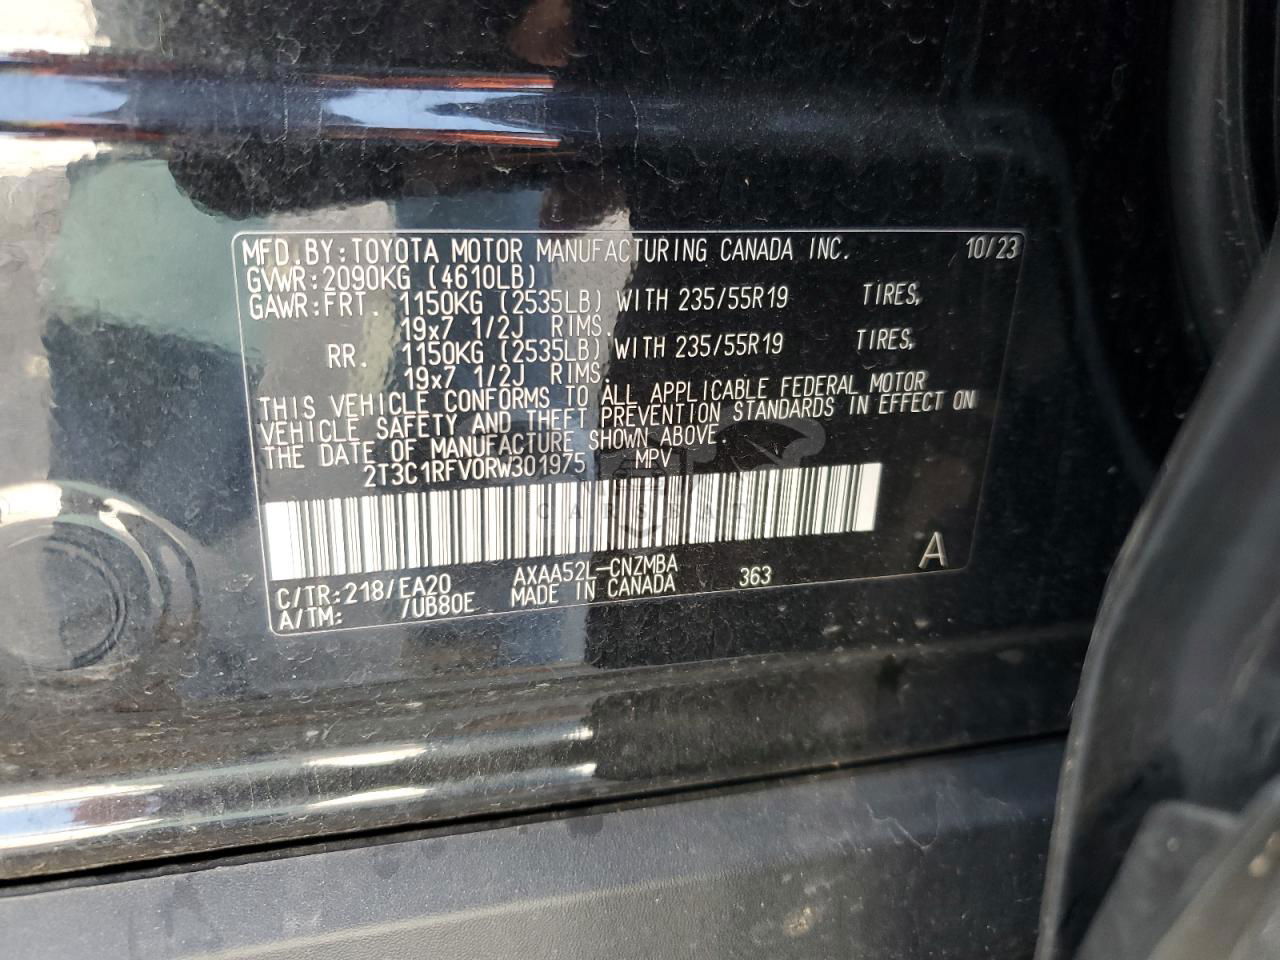 MFD.BY:TOYOTA MOTOR MANUFACTURING CANADA INC. 10/23
GVWR:2090KG (4610LB)
GAWR:FRT. 1150KG (2535LB) WITH 235/55R19 TIRES,
19x7 1/2J RIMS.
RR. 1150KG (2535LB) WITH 235/55R19 TIRES,
19x7 1/2J RIMS.
THIS VEHICLE CONFORMS TO ALL APPLICABLE FEDERAL MOTOR
VEHICLE SAFETY AND THEFT PREVENTION STANDARDS IN EFFECT ON
THE DATE OF MANUFACTURE SHOWN ABOVE.
2T3C1RFV0RW301975 MPV
C/TR:218/EA20 AXAA52L-CNZMBA 363 A
A/TM: /UB80E MADE IN CANADA